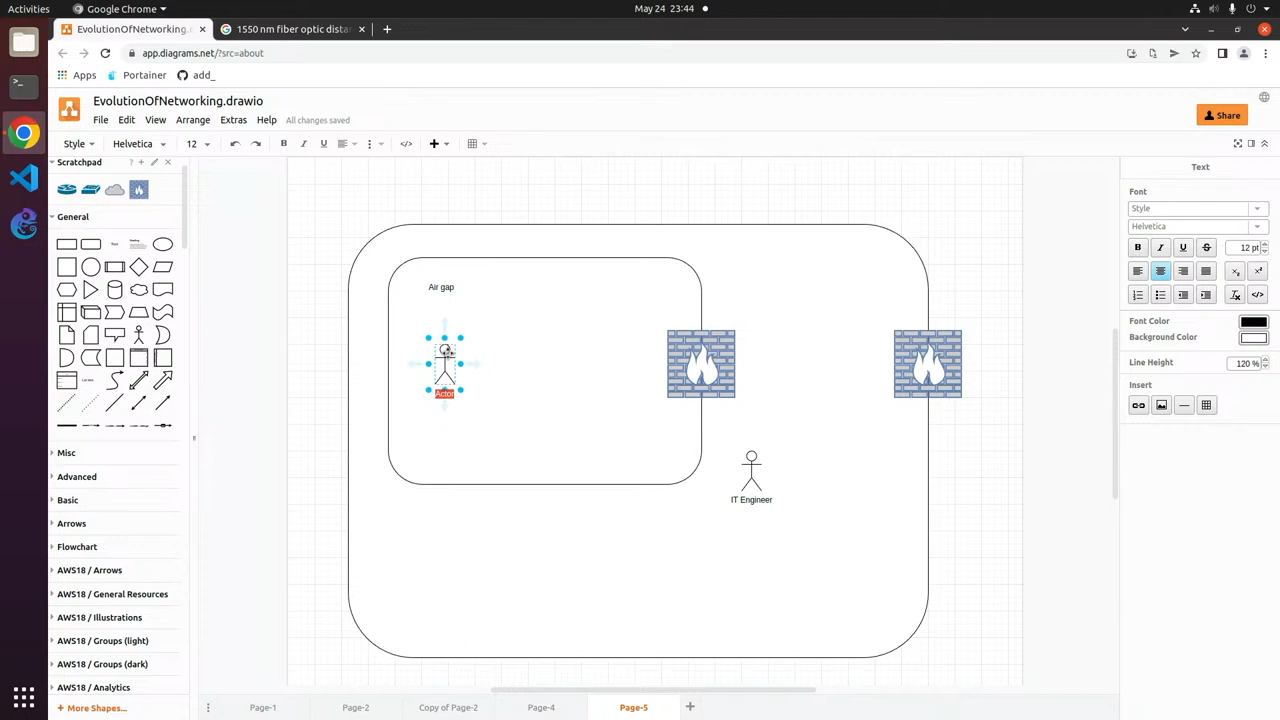 Activities
Google Chrome
May 24 23:44
EvolutionOfNetworking.
1550 nm fiber optic dista
app.diagrams.net/?src=about
Apps
Portainer
add_
EvolutionOfNetworking.drawio
File Edit View Arrange Extras Help All changes saved
Share
Style
Helvetica
12
B I U
Scratchpad
?
General
Text
Heading
List Item
Misc
Advanced
Basic
Arrows
Flowchart
AWS18 / Arrows
AWS18 / General Resources
AWS18 / Illustrations
AWS18 / Groups (light)
AWS18 / Groups (dark)
AWS18 / Analytics
+ More Shapes...
Air gap
Actor
IT Engineer
Page-1
Page-2
Copy of Page-2
Page-4
Page-5
Text
Font
Style
Helvetica
B I U S
12 pt
Font Color
Background Color
Line Height
120 %
Insert